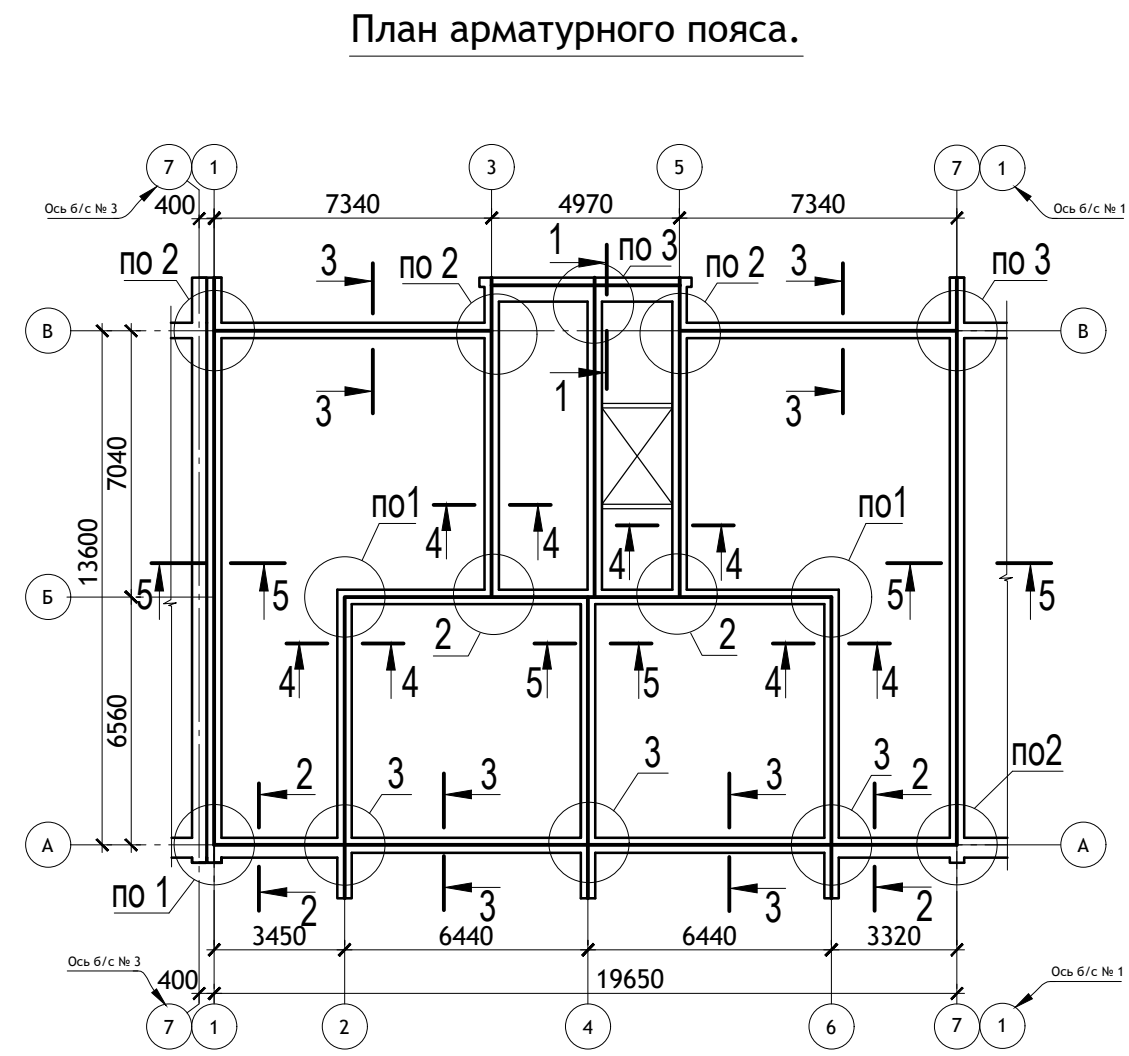 План арматурного пояса.
7 1 3 5 7 1
Ось б/с № 3 400 7340 4970 7340 Ось б/с № 1
1 по 3
по 2 3 по 2 по 2 3 по 3
В В
3 1 3
7040
по1 по1
4 4 4 4
13600
5 5 5 5
Б Б
2 2
4 4 5 5 4 4
6560
2 3 3 3 3 3 2 по2
А А
по 1 2 3 3 2
3450 6440 6440 3320
Ось б/с № 3 400 19650 Ось б/с № 1
7 1 2 4 6 7 1